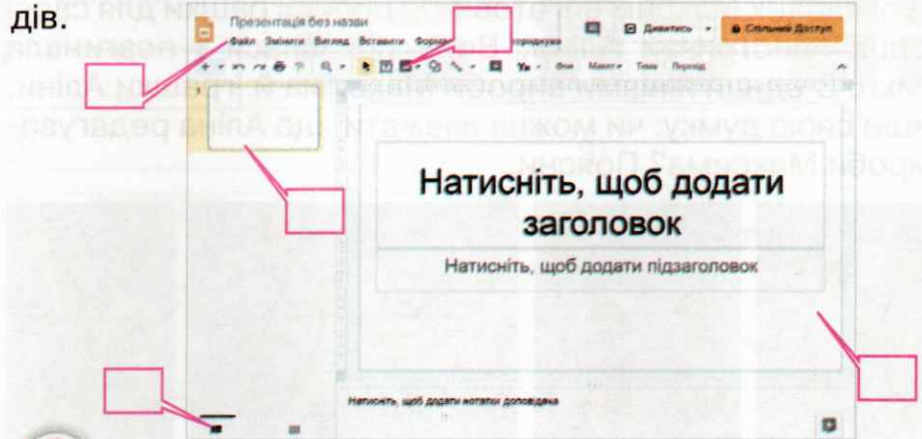 дів.
Презентація без назви
Файл Змінити Вигляд Вставити
Дивитись
Спільний Доступ
Фон Макет Тема Перехід
Натисніть, щоб додати
заголовок
Натисніть, щоб додати підзаголовок
Натисніть, щоб додати нотатки доповідача